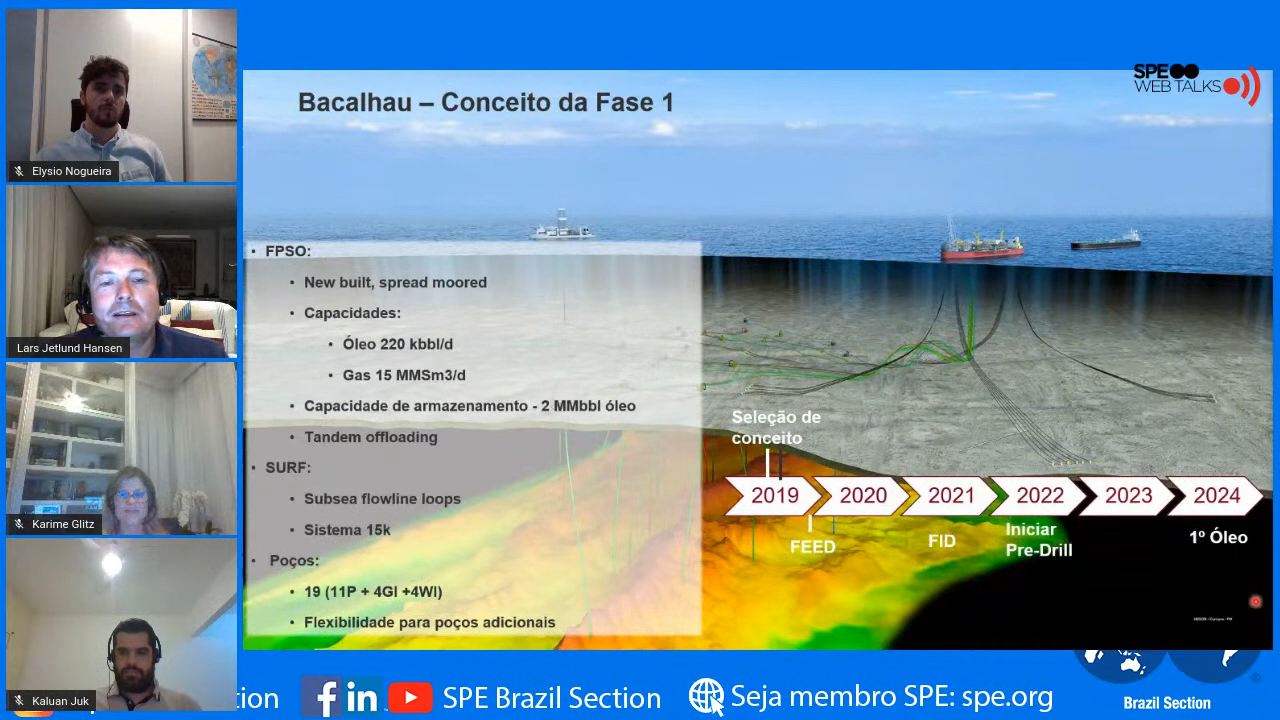 SPE
WEB TALKS
Bacalhau – Conceito da Fase 1
Elysio Nogueira
Lars Jetlund Hansen
Karime Glitz
Kaluan Juk
• FPSO:
• New built, spread moored
• Capacidades:
• Óleo 220 kbbl/d
• Gas 15 MMSm3/d
• Capacidade de armazenamento - 2 MMbbl óleo
• Tandem offloading
• SURF:
• Subsea flowline loops
• Sistema 15k
• Poços:
• 19 (11P + 4GI +4WI)
• Flexibilidade para poços adicionais
Seleção de
conceito
2019 2020 2021 2022 2023 2024
FEED
FID
Iniciar
Pre-Drill
1º Óleo
in
SPE Brazil Section
Seja membro SPE: spe.org
Brazil Section